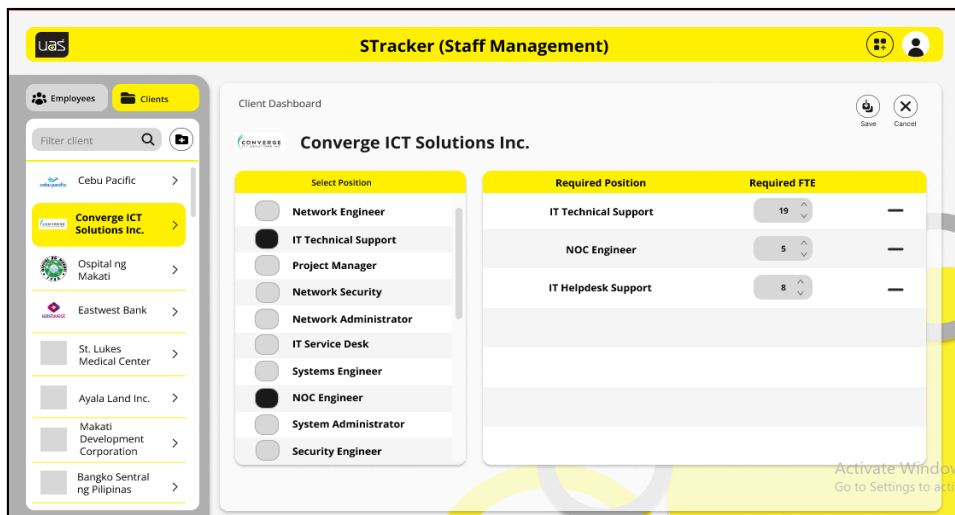 uas
STracker (Staff Management)
Employees
Clients
Filter client
Cebu Pacific
Converge ICT
Solutions Inc.
Ospital ng
Makati
Eastwest Bank
St. Lukes
Medical Center
Ayala Land Inc.
Makati
Development
Corporation
Bangko Sentral
ng Pilipinas
Client Dashboard
Save
Cancel
CONVERGE
Converge ICT Solutions Inc.
Select Position
Network Engineer
IT Technical Support
Project Manager
Network Security
Network Administrator
IT Service Desk
Systems Engineer
NOC Engineer
System Administrator
Security Engineer
Required Position
Required FTE
IT Technical Support
19
NOC Engineer
5
IT Helpdesk Support
8
Activate Window
Go to Settings to acti